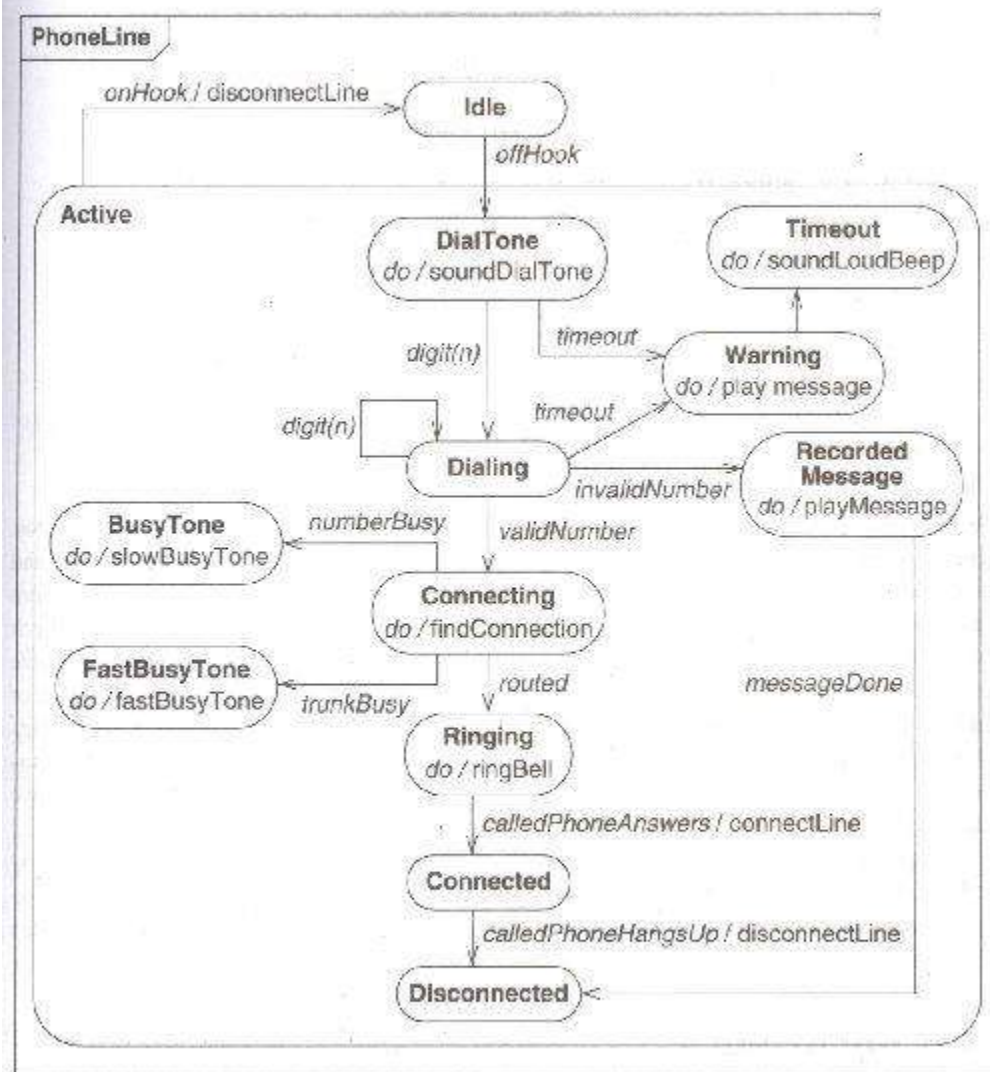 PhoneLine
onHook / disconnectLine
Idle
offHook
Active
DialTone
do / soundDialTone
Timeout
do / soundLoudBeep
timeout
Warning
do / play message
digit(n)
digit(n)
timeout
Dialing
invalidNumber
Recorded
Message
do / playMessage
BusyTone
do / slowBusyTone
numberBusy
validNumber
Connecting
do / findConnection
FastBusyTone
do / fastBusyTone
trunkBusy
routed
messageDone
Ringing
do / ringBell
calledPhoneAnswers / connectLine
Connected
calledPhoneHangsUp / disconnectLine
Disconnected